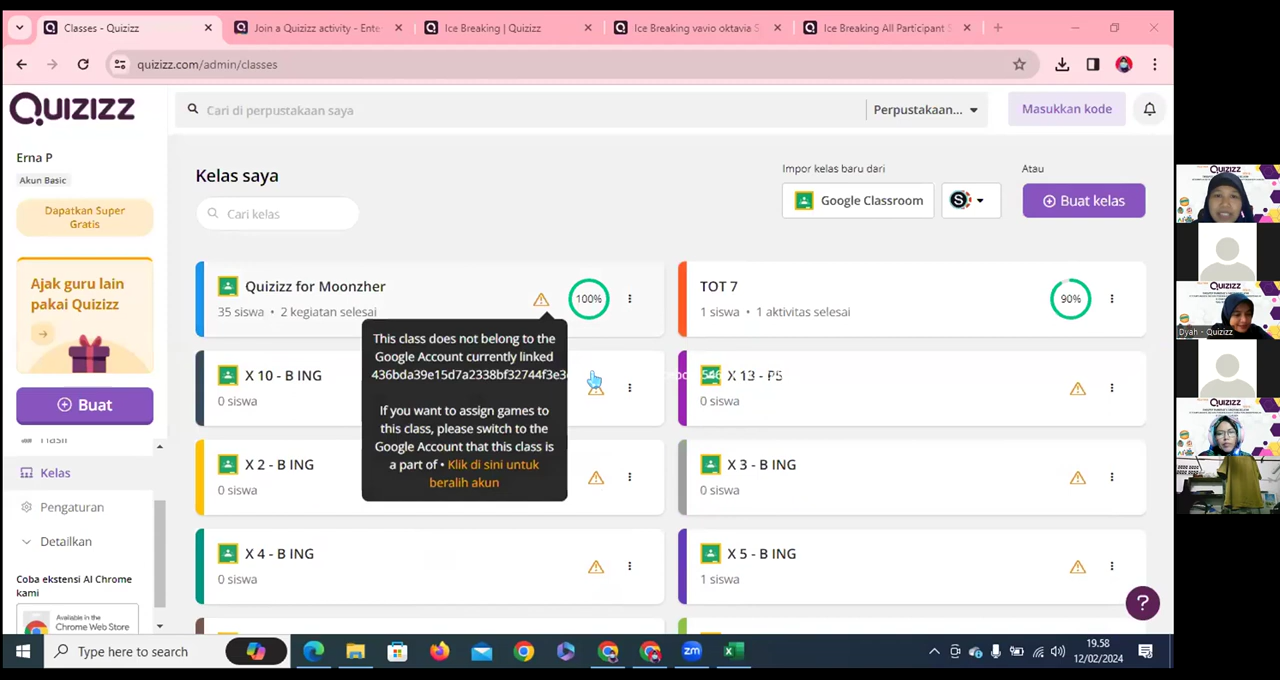 Classes - Quizizz
Join a Quizizz activity - Ente
Ice Breaking | Quizizz
Ice Breaking vavio oktavia S
Ice Breaking All Participant S
quizizz.com/admin/classes
QUIZIZZ
Cari di perpustakaan saya
Perpustakaan...
Masukkan kode
Erna P
Akun Basic
Dapatkan Super
Gratis
Ajak guru lain
pakai Quizizz
Buat
Hasil
Kelas
Pengaturan
Detailkan
Coba ekstensi AI Chrome
kami
Available in the
Chrome Web Store
Kelas saya
Cari kelas
Impor kelas baru dari
Google Classroom
S
Atau
Buat kelas
Quizizz for Moonzher
35 siswa • 2 kegiatan selesai
100%
TOT 7
1 siswa • 1 aktivitas selesai
90%
This class does not belong to the
Google Account currently linked
436bda39e15d7a2338bf32744f3e3
If you want to assign games to
this class, please switch to the
Google Account that this class is
a part of • Klik di sini untuk
beralih akun
X 10 - B ING
0 siswa
X 13 - P5
0 siswa
X 2 - B ING
0 siswa
X 3 - B ING
0 siswa
X 4 - B ING
0 siswa
X 5 - B ING
1 siswa
?
QUIZIZZ
QUIZIZZ
Dyah - Quizizz
QUIZIZZ
Type here to search
zm
19.58
12/02/2024